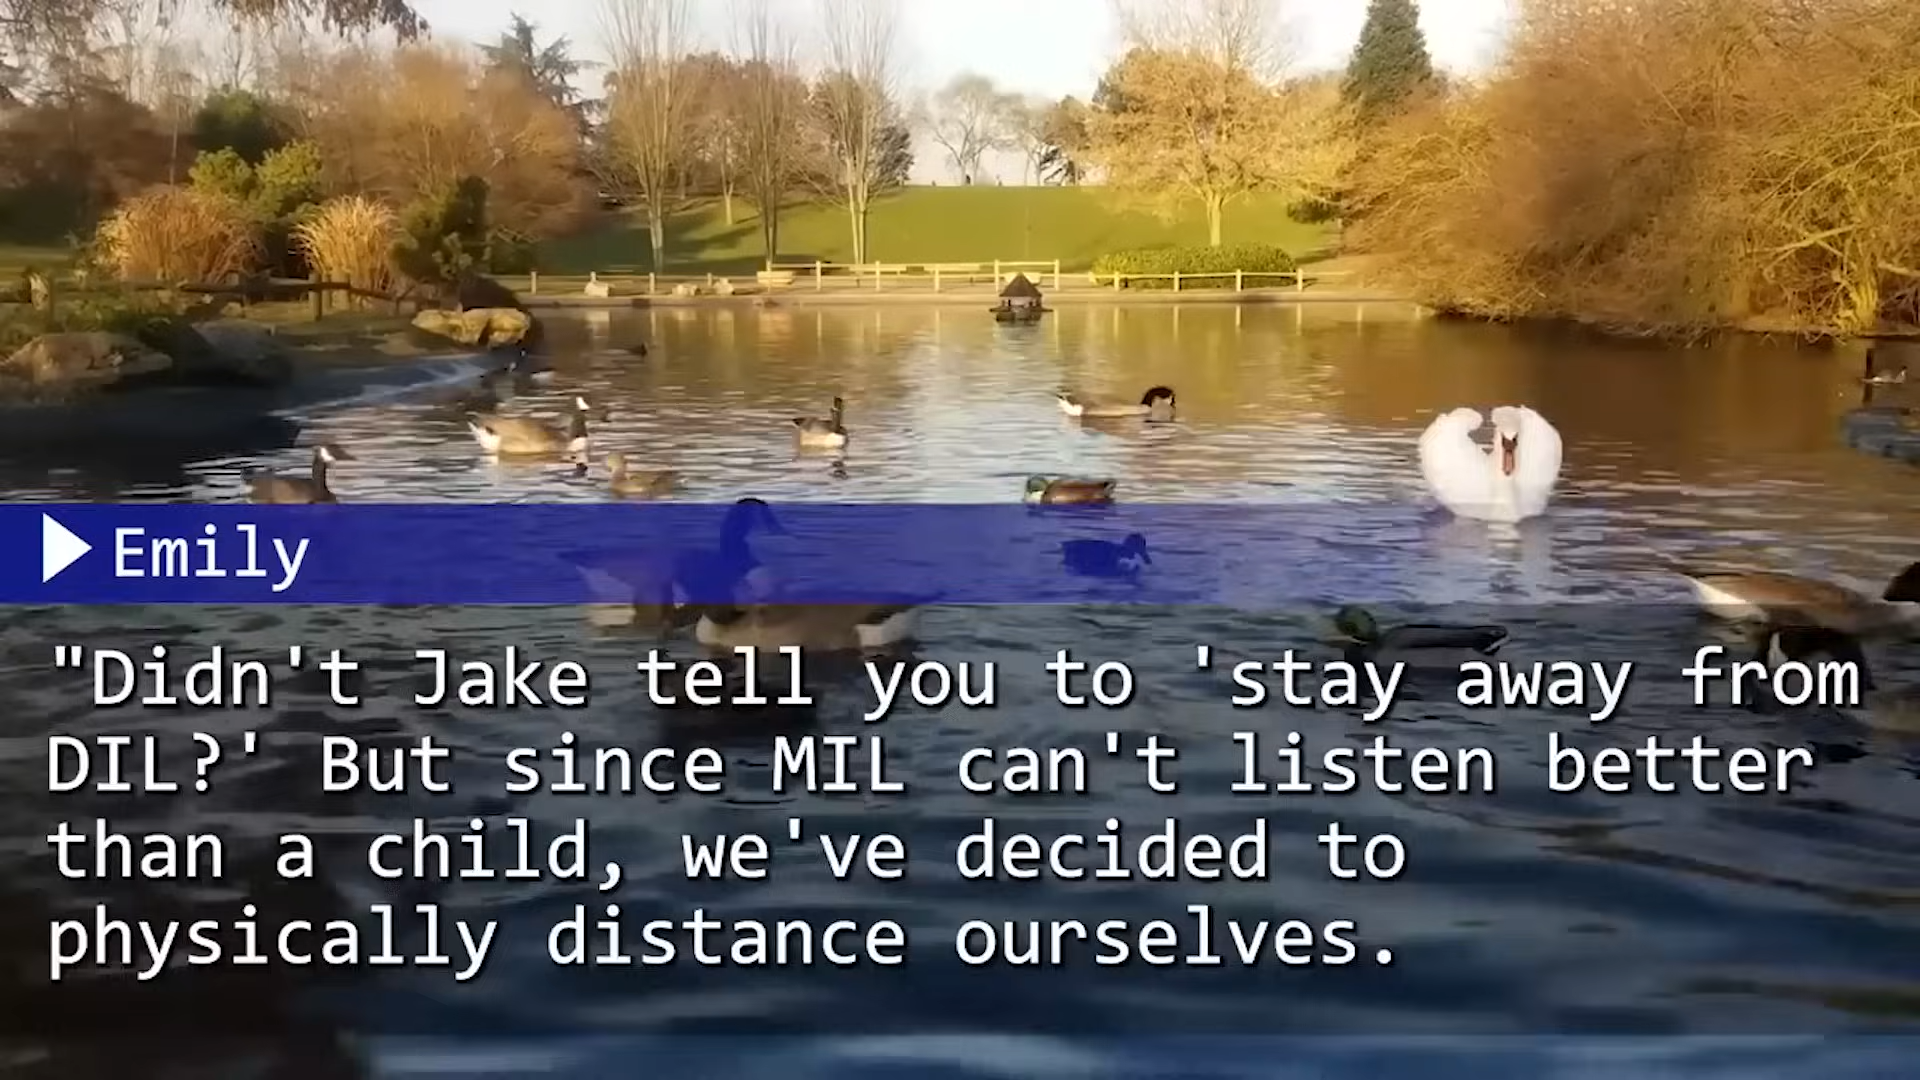 Emily
"Didn't Jake tell you to 'stay away from
DIL?' But since MIL can't listen better
than a child, we've decided to
physically distance ourselves.